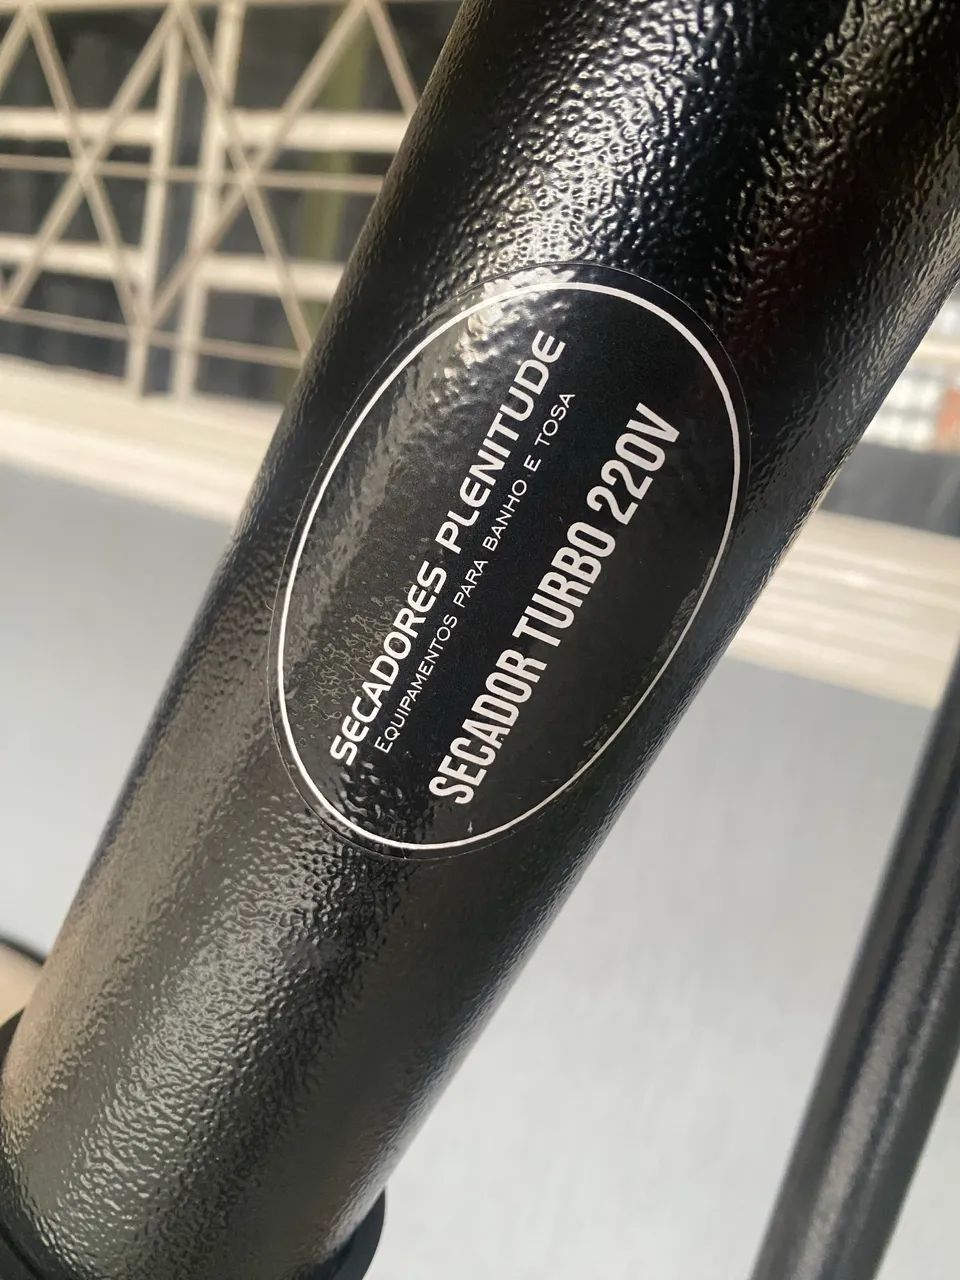 SECADORES PLENITUDE
EQUIPAMENTOS PARA BANHO E TOSA
SECADOR TURBO 220V